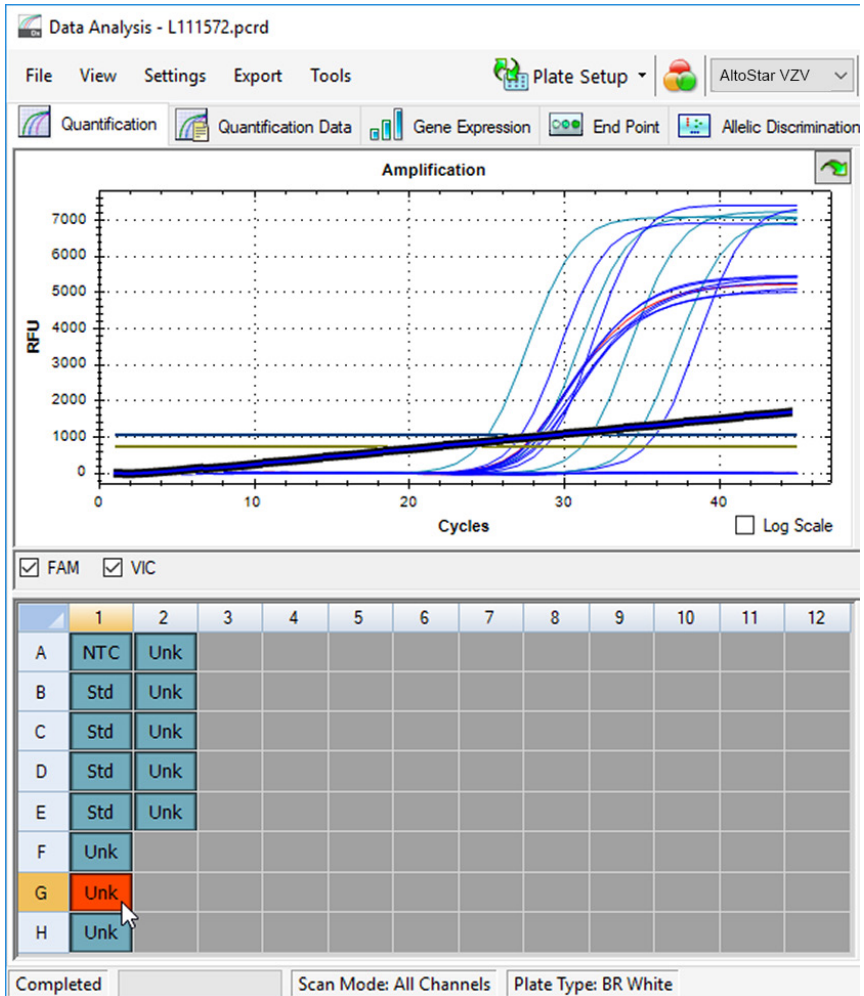 Data Analysis - L111572.pcrd
File View Settings Export Tools Plate Setup AltoStar VZV
Quantification Quantification Data Gene Expression End Point Allelic Discrimination
Amplification
7000
6000
5000
4000
3000
2000
1000
0
RFU
0 10 20 30 40
Cycles
Log Scale
FAM VIC
1 2 3 4 5 6 7 8 9 10 11 12
A NTC Unk
B Std Unk
C Std Unk
D Std Unk
E Std Unk
F Unk
G Unk
H Unk
Completed Scan Mode: All Channels Plate Type: BR White